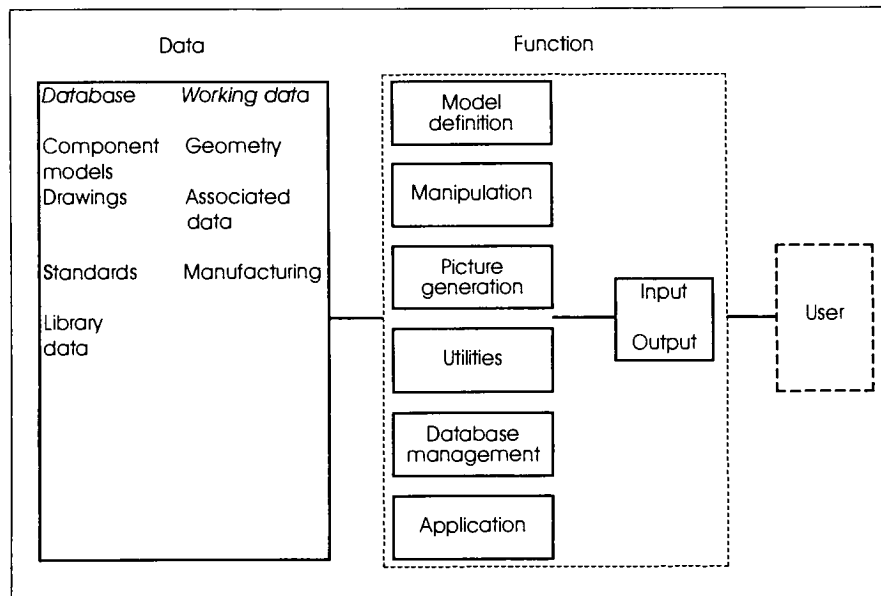 Data
Function
Database
Working data
Component
models
Geometry
Drawings
Associated
data
Standards
Manufacturing
Library
data
Model
definition
Manipulation
Picture
generation
Utilities
Database
management
Application
Input
Output
User